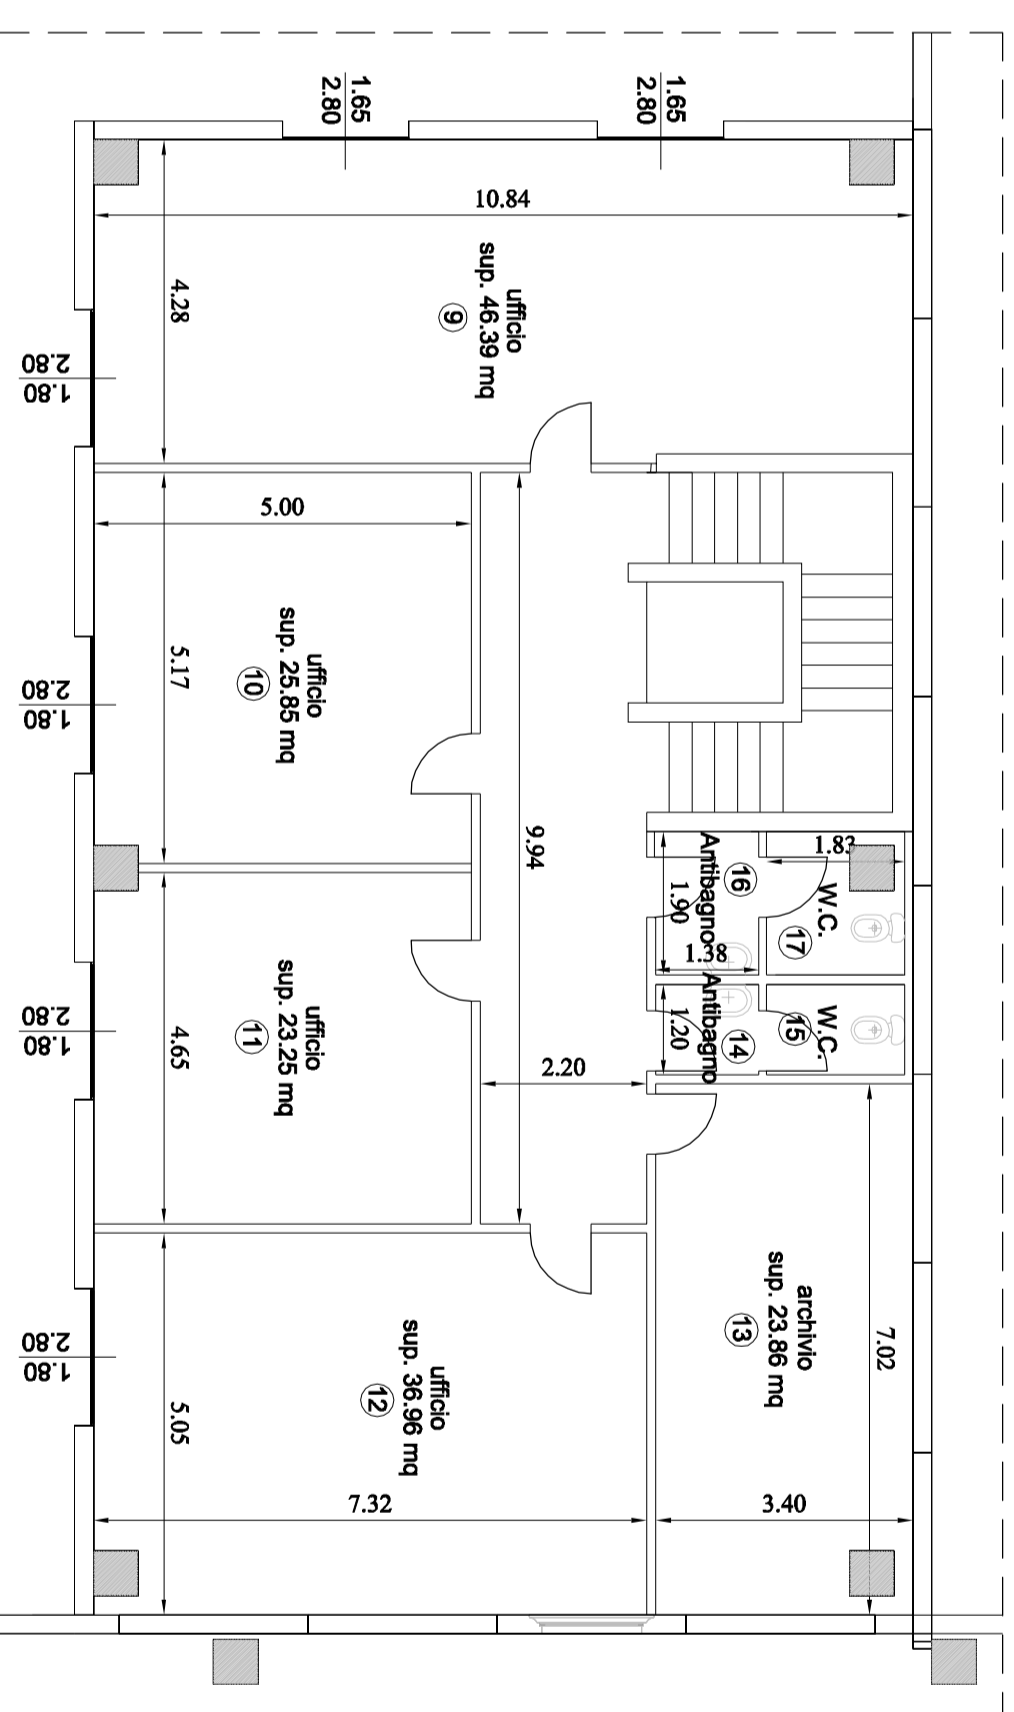 1.65
2.80
1.65
2.80
10.84
4.28
ufficio
sup. 46.39 mq
9
2.80
1.80
5.00
5.17
ufficio
sup. 25.85 mq
10
2.80
1.80
9.94
1.83
W.C.
17
Antibagno
16
1.90
1.38
W.C.
15
Antibagno
14
1.20
2.20
4.65
ufficio
sup. 23.25 mq
11
2.80
1.80
archivio
sup. 23.86 mq
13
7.02
3.40
ufficio
sup. 36.96 mq
12
5.05
7.32
2.80
1.80